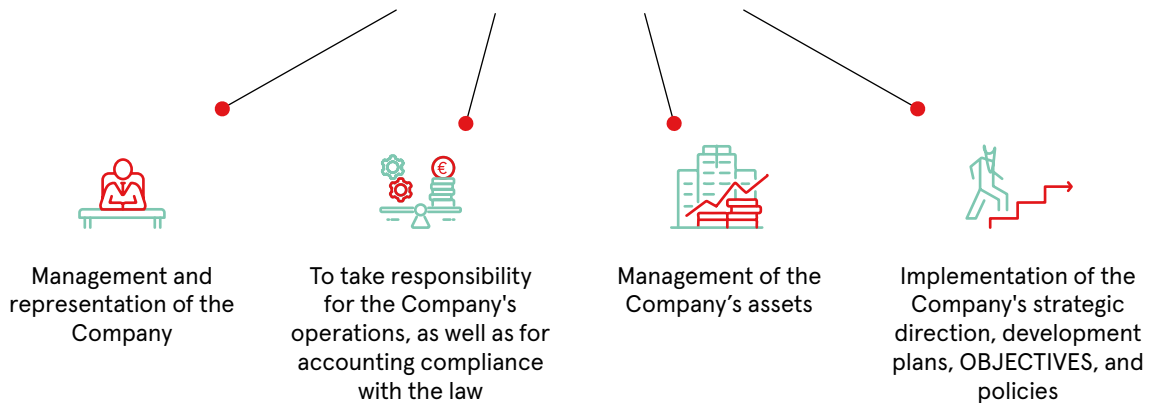 €
Management and
representation of the
Company
To take responsibility
for the Company's
operations, as well as for
accounting compliance
with the law
Management of the
Company’s assets
Implementation of the
Company's strategic
direction, development
plans, OBJECTIVES, and
policies